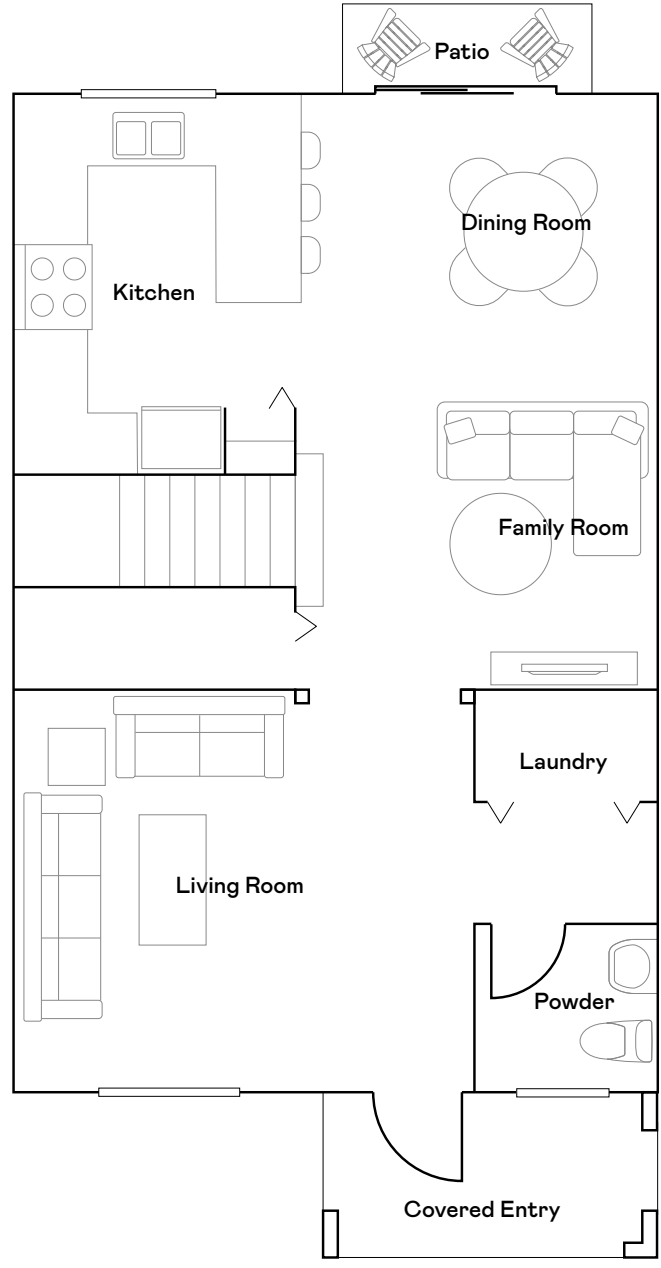 Patio
Dining Room
Kitchen
Family Room
Laundry
Living Room
Powder
Covered Entry